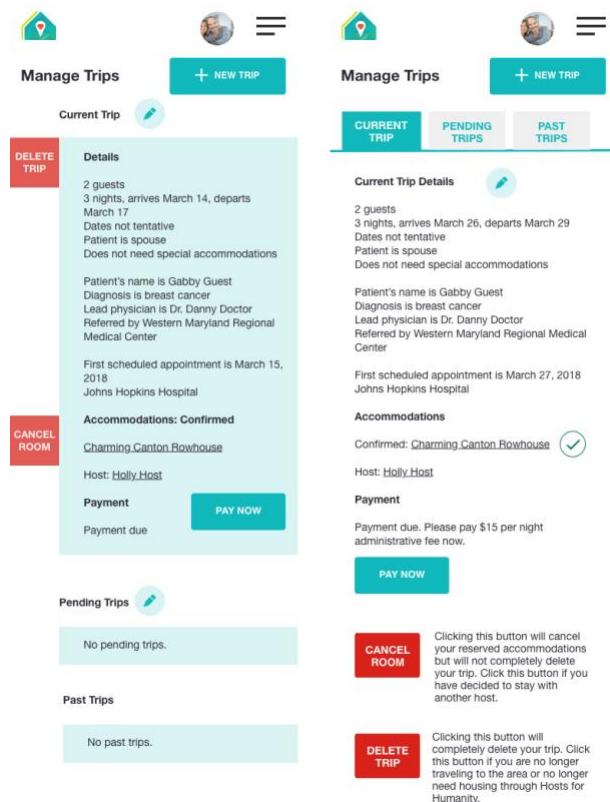 Manage Trips
+ NEW TRIP
Current Trip
DELETE
TRIP
Details
2 guests
3 nights, arrives March 14, departs
March 17
Dates not tentative
Patient is spouse
Does not need special accommodations
Patient's name is Gabby Guest
Diagnosis is breast cancer
Lead physician is Dr. Danny Doctor
Referred by Western Maryland Regional
Medical Center
First scheduled appointment is March 15,
2018
Johns Hopkins Hospital
CANCEL
ROOM
Accommodations: Confirmed
Charming Canton Rowhouse
Host: Holly Host
Payment
Payment due
PAY NOW
Pending Trips
No pending trips.
Past Trips
No past trips.
Manage Trips
+ NEW TRIP
CURRENT
TRIP
PENDING
TRIPS
PAST
TRIPS
Current Trip Details
2 guests
3 nights, arrives March 26, departs March 29
Dates not tentative
Patient is spouse
Does not need special accommodations
Patient's name is Gabby Guest
Diagnosis is breast cancer
Lead physician is Dr. Danny Doctor
Referred by Western Maryland Regional Medical
Center
First scheduled appointment is March 27, 2018
Johns Hopkins Hospital
Accommodations
Confirmed: Charming Canton Rowhouse
Host: Holly Host
Payment
Payment due. Please pay $15 per night
administrative fee now.
PAY NOW
CANCEL
ROOM
Clicking this button will cancel
your reserved accommodations
but will not completely delete
your trip. Click this button if you
have decided to stay with
another host.
DELETE
TRIP
Clicking this button will
completely delete your trip. Click
this button if you are no longer
traveling to the area or no longer
need housing through Hosts for
Humanity.